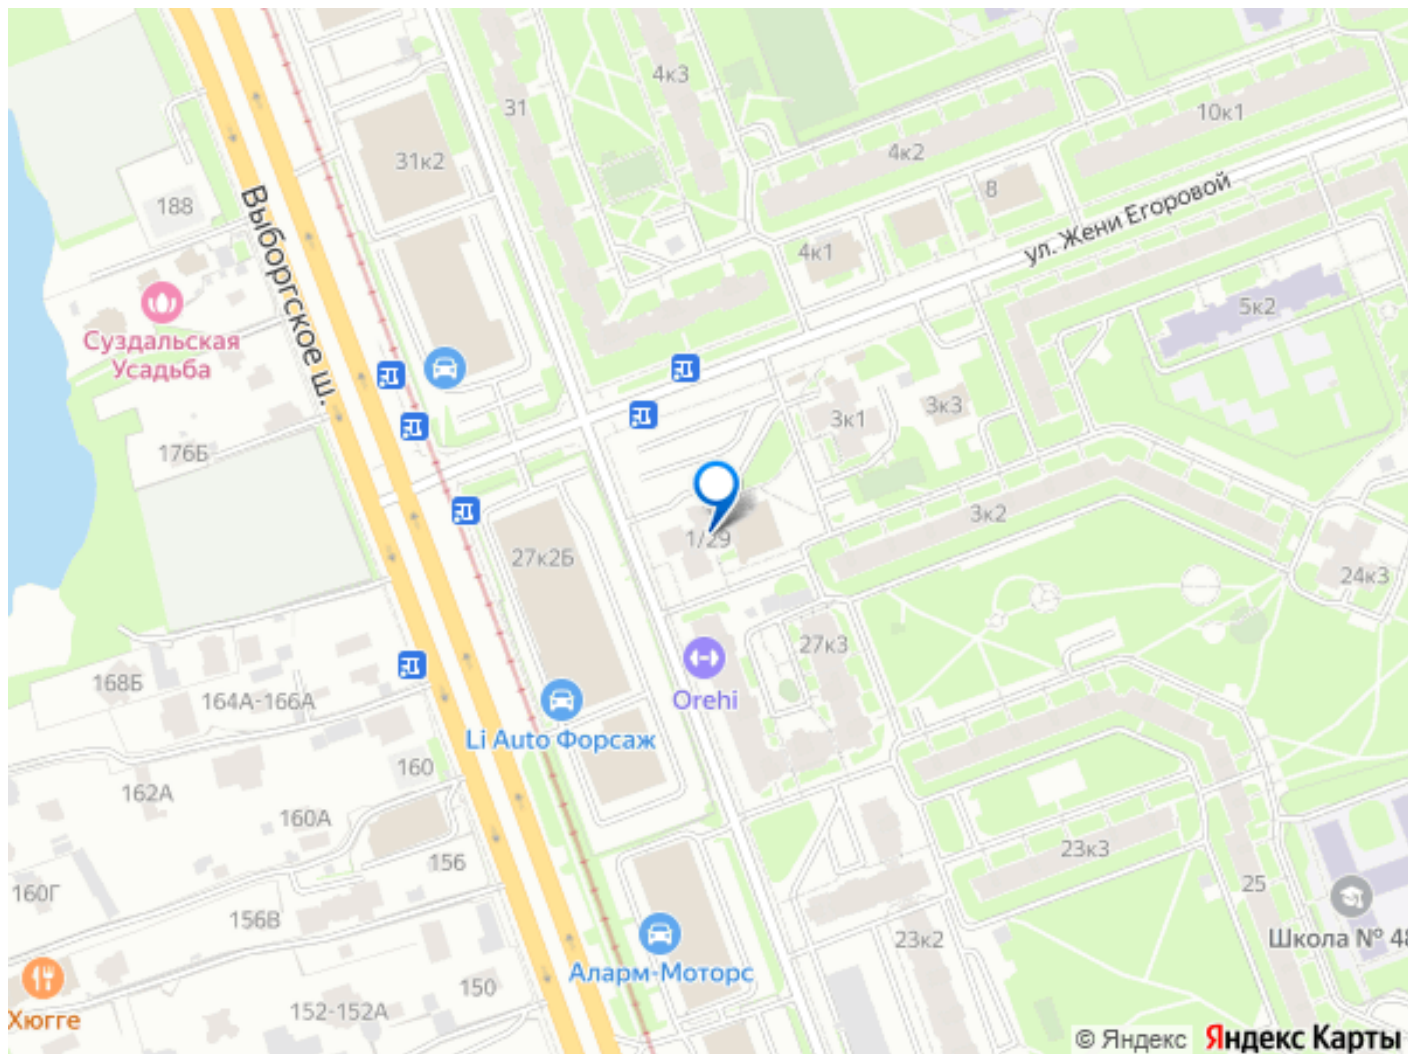 4к3
31
10к1
31к2
4к2
188
8
Выборгское ш.
ул. Жени Егоровой
4к1
5к2
Суздальская
Усадьба
3к3
3к1
176Б
3к2
1/29
27к2Б
24к3
27к3
168Б
164А-166А
Orehi
Li Auto Форсаж
160
162А
160А
23к3
156
25
160Г
156В
23к2
Школа № 48
Аларм-Моторс
150
152-152А
Хюгге
© Яндекс Яндекс Карты